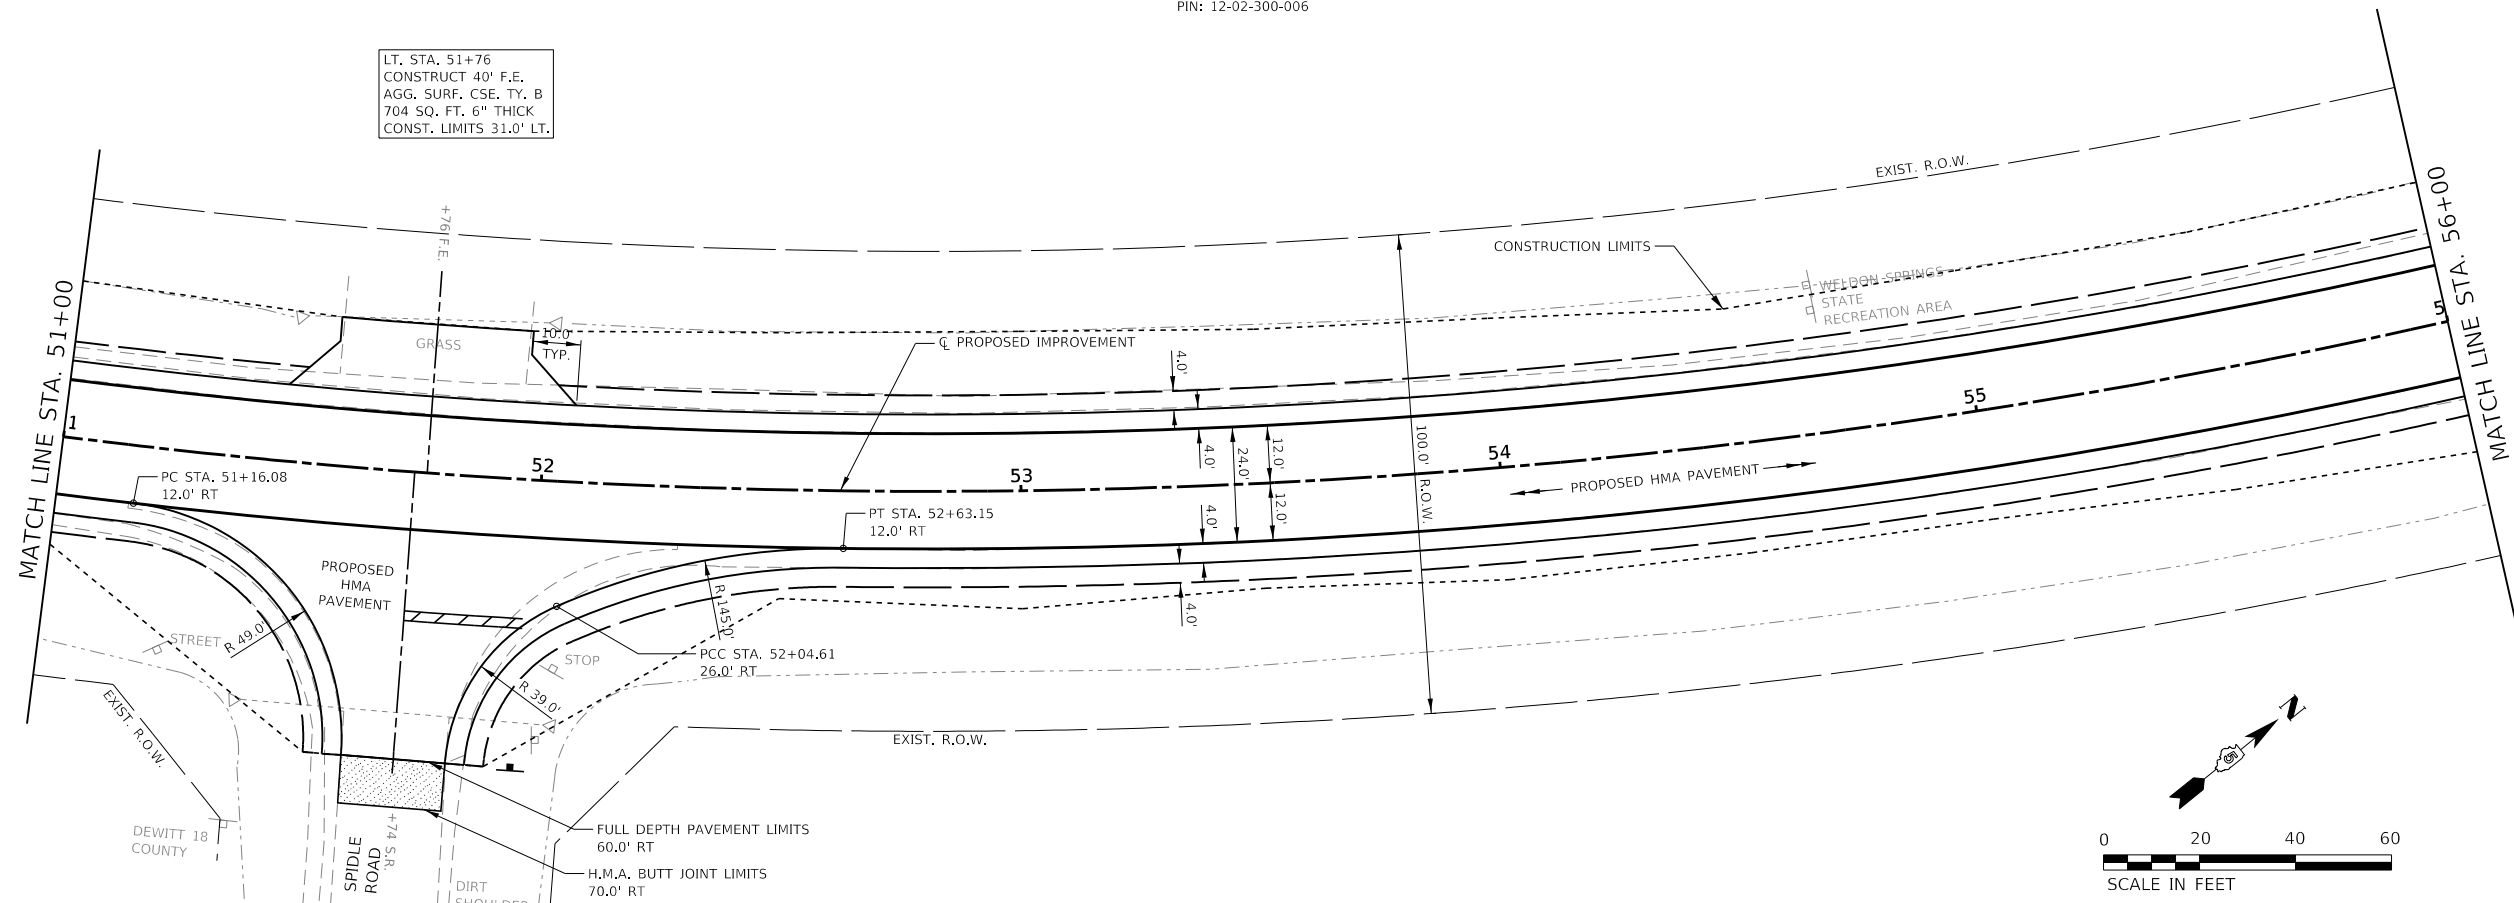 PIN: 12-02-300-006
LT. STA. 51+76
CONSTRUCT 40' F.E.
AGG. SURF. CSE. TY. B
704 SQ. FT. 6" THICK
CONST. LIMITS 31.0' LT.
MATCH LINE STA. 51+00
+76 F.E.
GRASS
10.0'
TYP.
℄ PROPOSED IMPROVEMENT
4.0'
CONSTRUCTION LIMITS
EXIST. R.O.W.
WELDON SPRINGS
STATE
RECREATION AREA
MATCH LINE STA. 56+00
1
52
53
54
55
5
PC STA. 51+16.08
12.0' RT
PT STA. 52+63.15
12.0' RT
4.0'
24.0'
12.0'
12.0'
4.0'
4.0'
100.0' R.O.W.
PROPOSED HMA PAVEMENT
PROPOSED
HMA
PAVEMENT
R 49.0'
R 145.0'
R 39.0'
STREET
STOP
PCC STA. 52+04.61
26.0' RT
EXIST. R.O.W.
EXIST. R.O.W.
DEWITT 18
COUNTY
SPIDLE
ROAD
+74 S.R.
FULL DEPTH PAVEMENT LIMITS
60.0' RT
H.M.A. BUTT JOINT LIMITS
70.0' RT
DIRT
SHOULDER
N
5
0 20 40 60
SCALE IN FEET